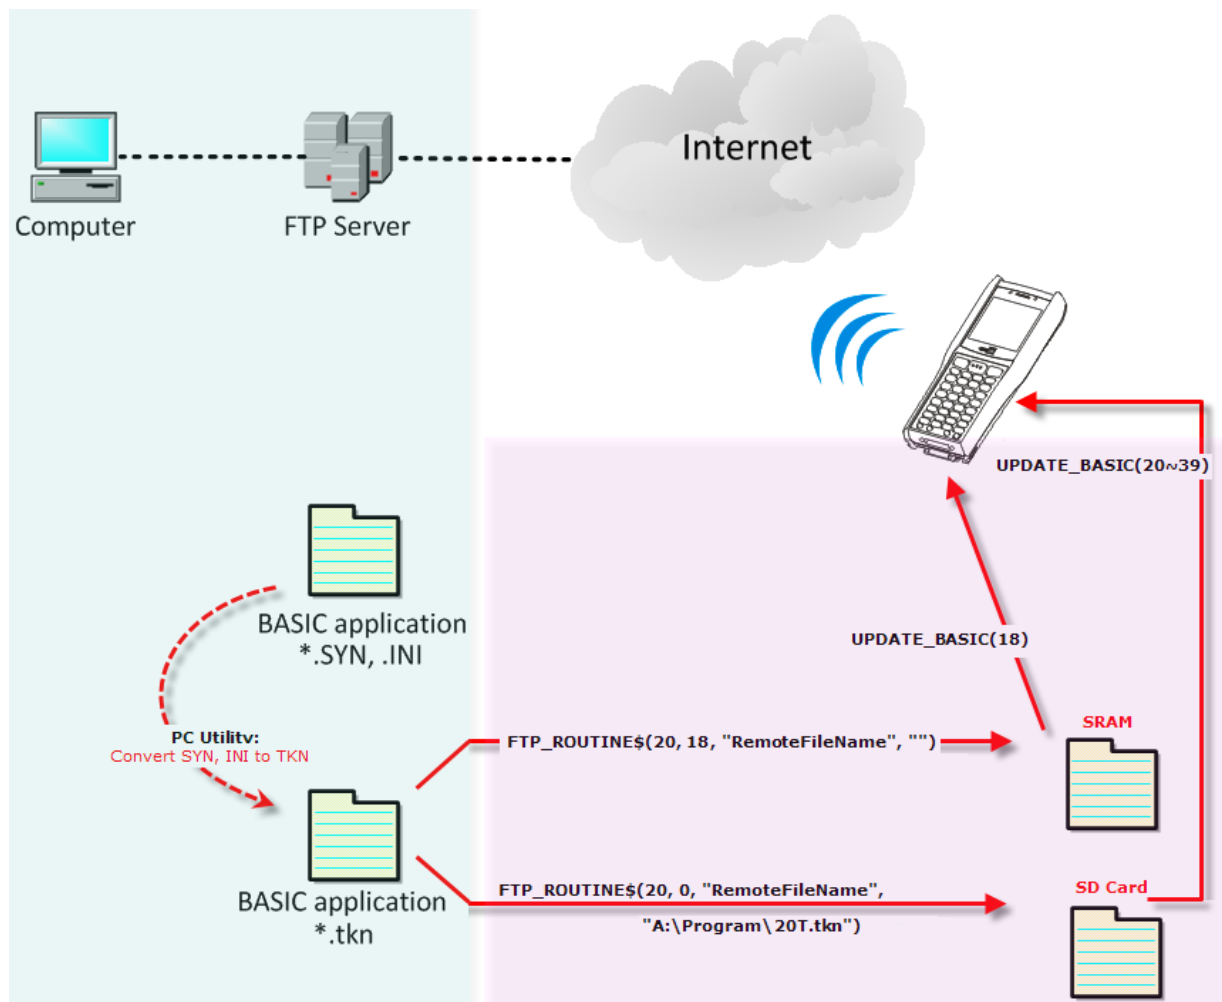 Internet
Computer
FTP Server
UPDATE_BASIC(20~39)
BASIC application
*.SYN, .INI
UPDATE_BASIC(18)
PC Utility:
Convert SYN, INI to TKN
SRAM
FTP_ROUTINE$(20, 18, "RemoteFileName", "")
SD Card
FTP_ROUTINE$(20, 0, "RemoteFileName",
"A:\Program\20T.tkn")
BASIC application
*.tkn